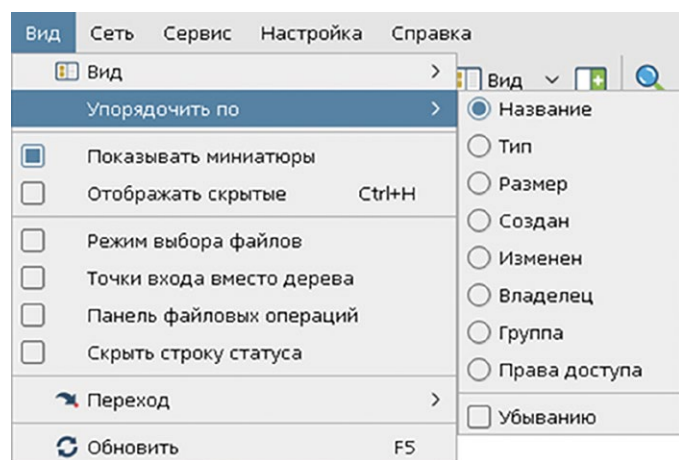 Вид Сеть Сервис Настройка Справка
Вид
Вид
Упорядочить по
Название
Показывать миниатюры
Тип
Отображать скрытые Ctrl+H
Размер
Создан
Режим выбора файлов
Изменен
Точки входа вместо дерева
Владелец
Панель файловых операций
Группа
Скрыть строку статуса
Права доступа
Переход
Убыванию
Обновить F5